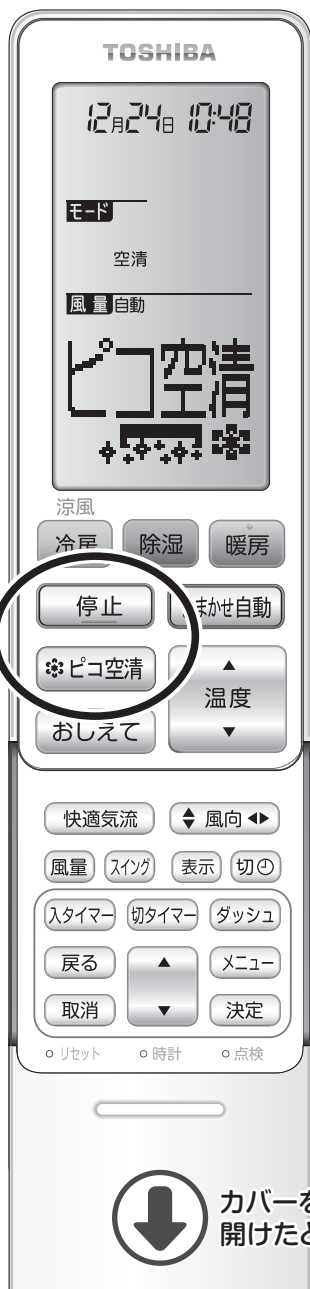 TOSHIBA
12月24日 10:48
モード
空清
風量 自動
ピコ空清
涼風
冷房 除湿 暖房
停止 まかせ自動
ピコ空清 ▲
温度
おしえて ▼
快適気流 風向
風量 スイング 表示 切
入タイマー 切タイマー ダッシュ
戻る ▲ メニュー
取消 ▼ 決定
リセット 時計 点検
カバーを
開けたと